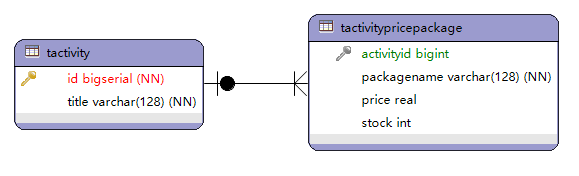 tactivity
id bigserial (NN)
title varchar(128) (NN)
tactivitypricepackage
activityid bigint
packagename varchar(128) (NN)
price real
stock int